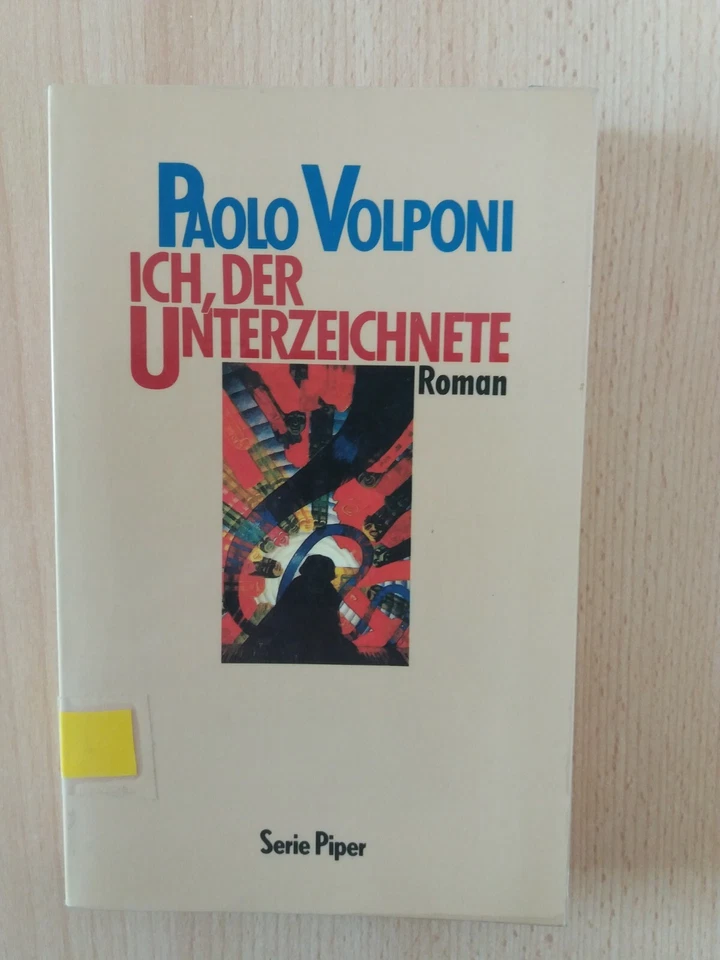 PAOLO VOLPONI
ICH, DER
UNTERZEICHNETE
Roman
Serie Piper